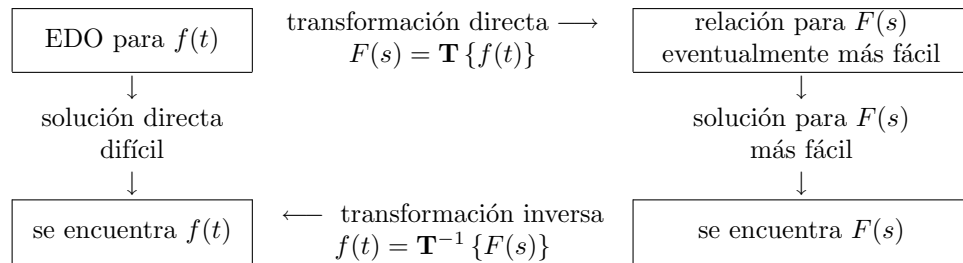 EDO para f(t)
transformación directa ⟶
F(s) = T {f(t)}
relación para F(s)
eventualmente más fácil
↓
solución directa
difícil
↓
↓
solución para F(s)
más fácil
↓
se encuentra f(t)
⟵ transformación inversa
f(t) = T⁻¹ {F(s)}
se encuentra F(s)